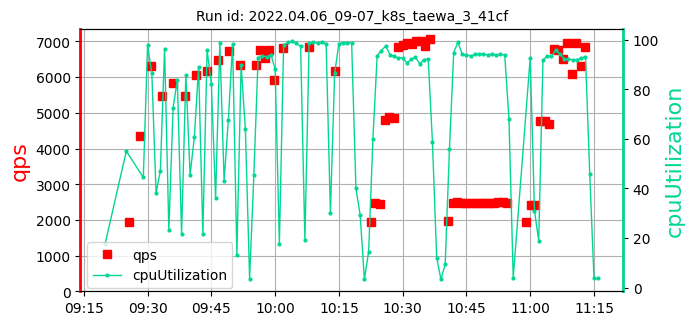 Run id: 2022.04.06_09-07_k8s_taewa_3_41cf
7000
6000
5000
4000
3000
2000
1000
0
qps
100
80
60
40
20
0
cpuUtilization
qps
cpuUtilization
09:15 09:30 09:45 10:00 10:15 10:30 10:45 11:00 11:15